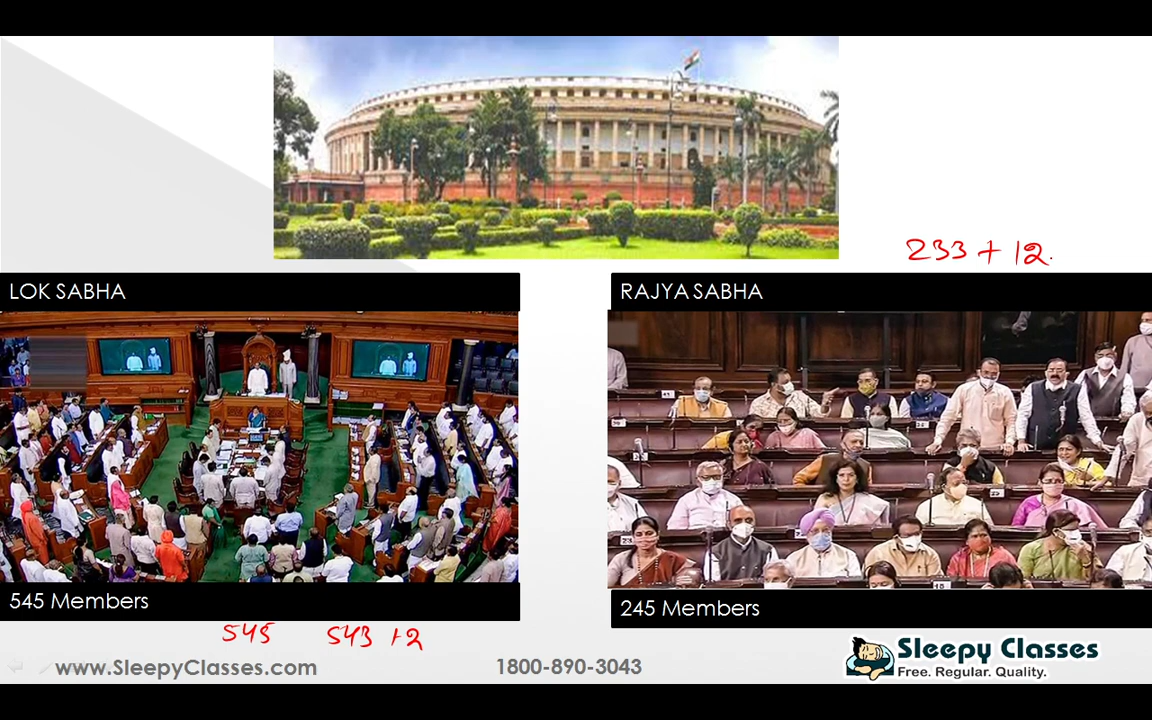 233 + 12.
LOK SABHA
RAJYA SABHA
545 Members
245 Members
545 543 +2
www.SleepyClasses.com
1800-890-3043
Sleepy Classes
Free. Regular. Quality.